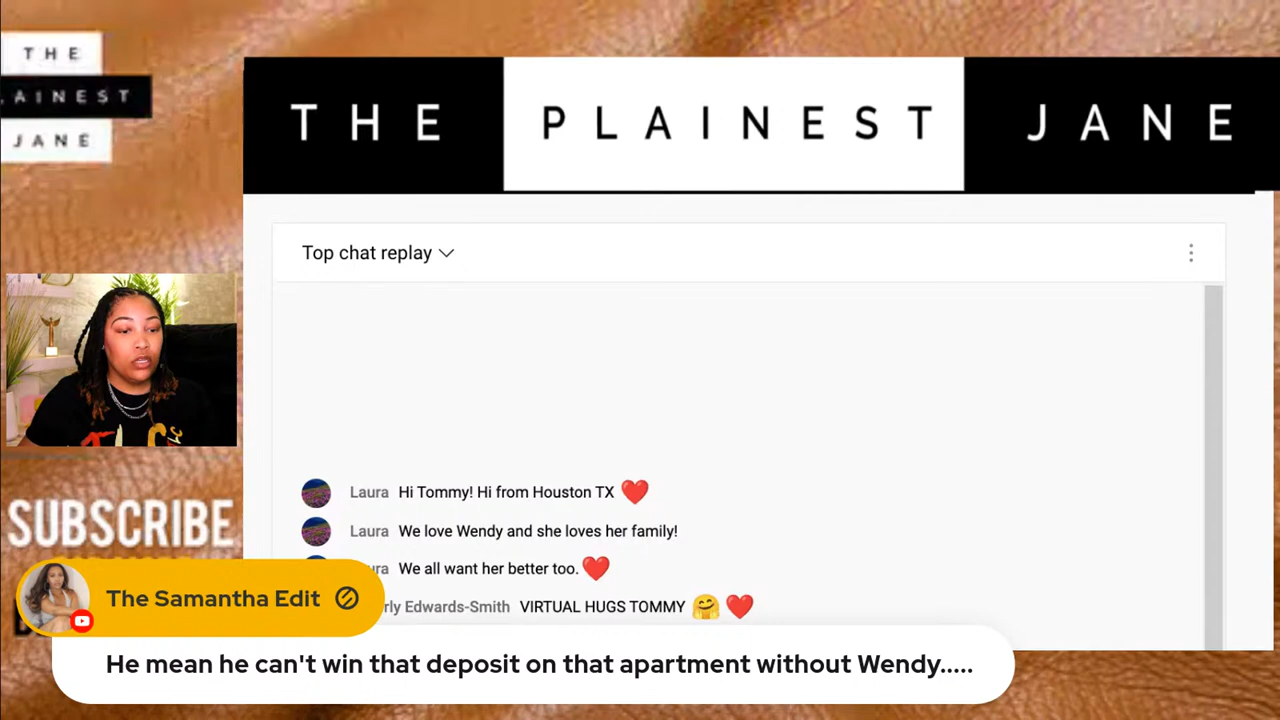 THE
LAINEST
JANE
THE PLAINEST JANE
Top chat replay
Laura Hi Tommy! Hi from Houston TX ❤️
Laura We love Wendy and she loves her family!
ura We all want her better too. ❤️
rly Edwards-Smith VIRTUAL HUGS TOMMY 🤗 ❤️
SUBSCRIBE
The Samantha Edit
He mean he can't win that deposit on that apartment without Wendy.....